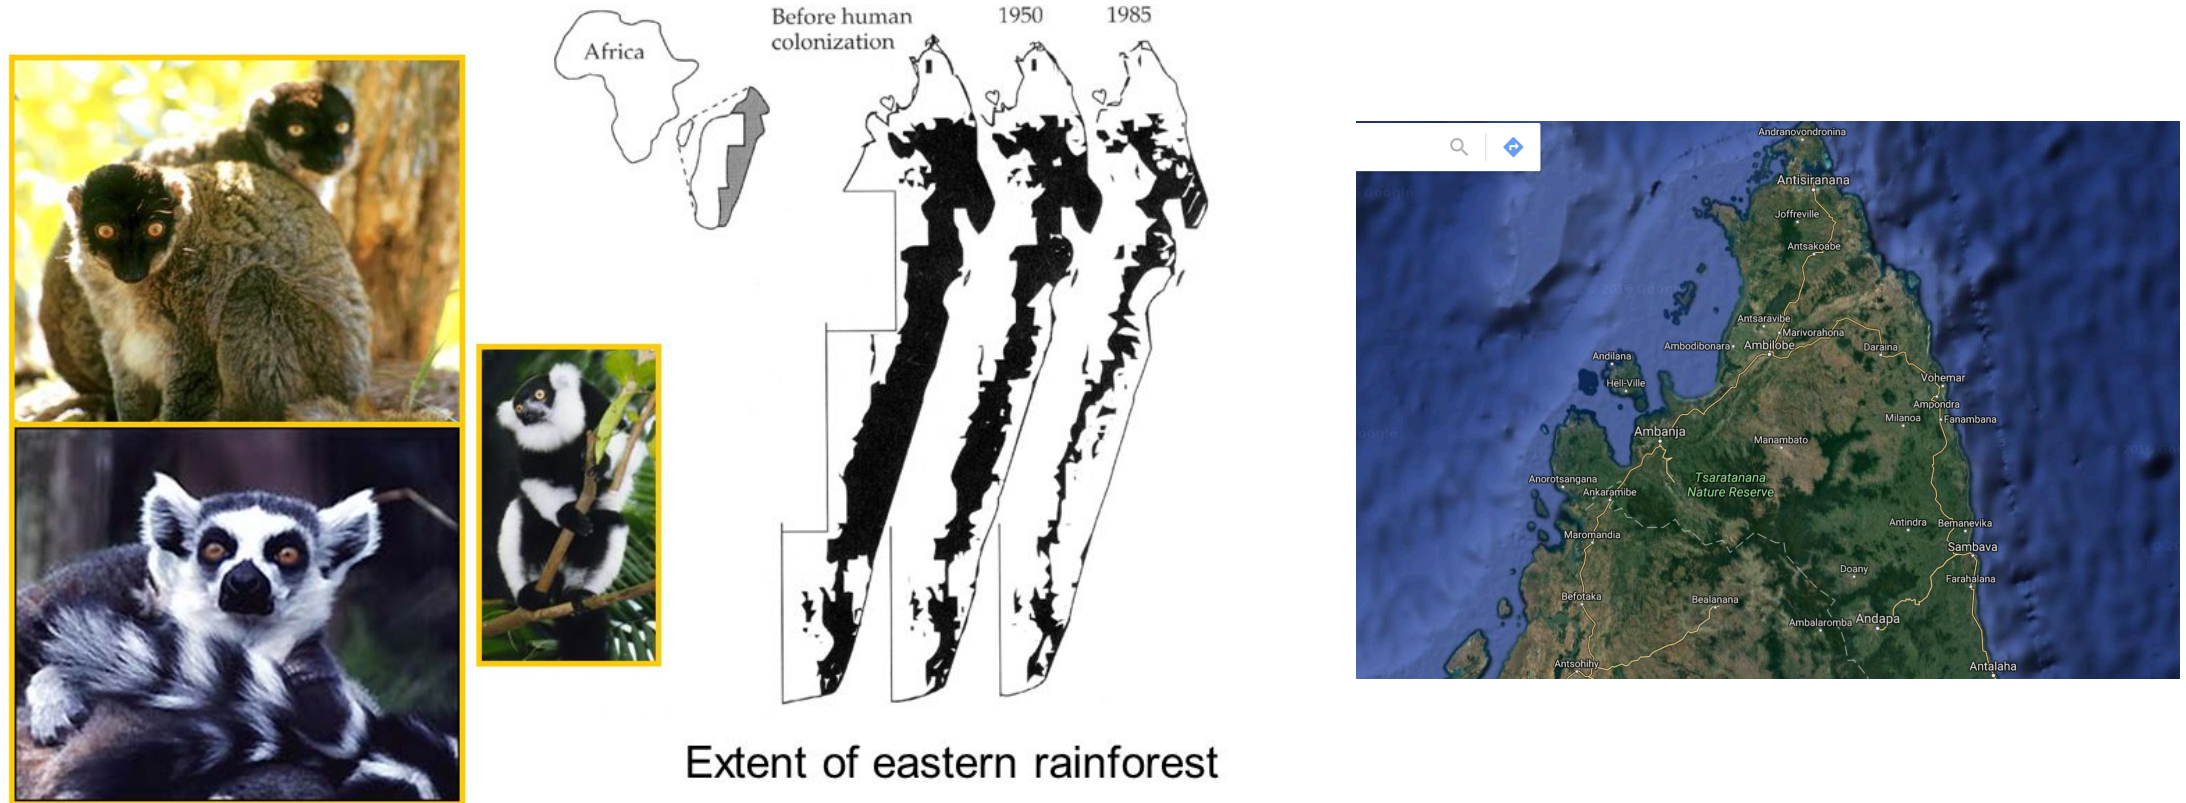 Before human
colonization
1950
1985
Africa
Extent of eastern rainforest
Andranovondronina
Antisiranana
Joffreville
Antsakoabe
Antsaravibe
Marivorahona
Ambodibonara
Ambilobe
Daraina
Andilana
Hell-Ville
Vohemar
Ampondra
Milanoa
Fanambana
Ambanja
Manambato
Anorotsangana
Ankaramibe
Tsaratanana
Nature Reserve
Maromandia
Antindra
Bemanevika
Sambava
Doany
Farahalana
Befotaka
Bealanana
Ambalaromba
Andapa
Antsohihy
Antalaha